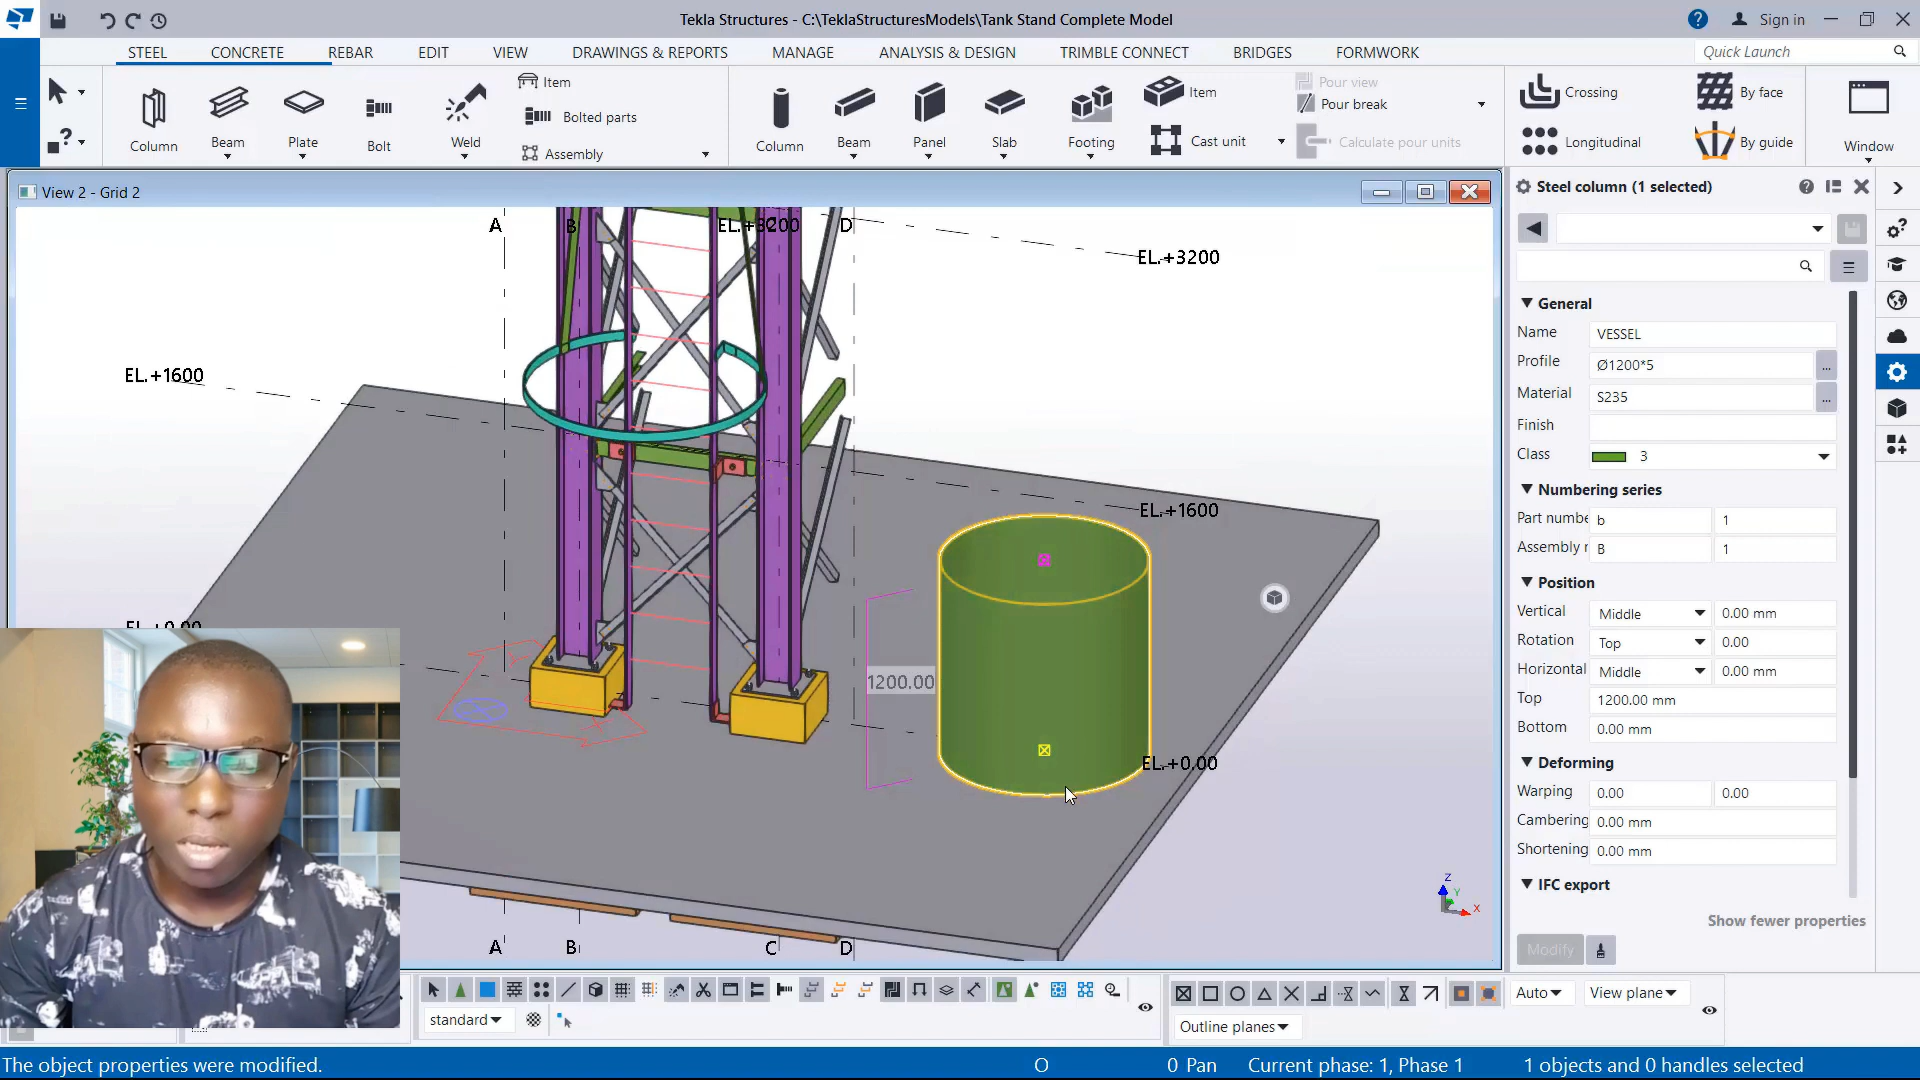 Tekla Structures - C:\TeklaStructuresModels\Tank Stand Complete Model
Sign in
STEEL
CONCRETE
REBAR
EDIT
VIEW
DRAWINGS & REPORTS
MANAGE
ANALYSIS & DESIGN
TRIMBLE CONNECT
BRIDGES
FORMWORK
Quick Launch
Column
Beam
Plate
Bolt
Weld
Item
Bolted parts
Assembly
Column
Beam
Panel
Slab
Footing
Item
Cast unit
Pour view
Pour break
Calculate pour units
Crossing
Longitudinal
By face
By guide
Window
View 2 - Grid 2
A
B
EL.+3200
C
D
EL.+3200
EL.+1600
EL.+1600
EL.+0.00
1200.00
EL.+0.00
A
B
C
D
Z
Y
X
Steel column (1 selected)
General
Name
VESSEL
Profile
Ø1200*5
...
Material
S235
...
Finish
Class
3
Numbering series
Part numbe
b
1
Assembly r
B
1
Position
Vertical
Middle
0.00 mm
Rotation
Top
0.00
Horizontal
Middle
0.00 mm
Top
1200.00 mm
Bottom
0.00 mm
Deforming
Warping
0.00
0.00
Cambering
0.00 mm
Shortening
0.00 mm
IFC export
Show fewer properties
Modify
standard
Auto
View plane
Outline planes
The object properties were modified.
O
0 Pan
Current phase: 1, Phase 1
1 objects and 0 handles selected